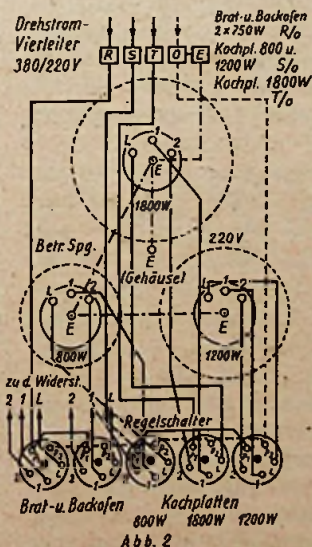 Drehstrom-
Vierleiter
380/220V
Brat-u.Backofen
2×750W R/o
Kochpl. 800 u.
1200W S/o
Kochpl. 1800W
T/o
R S T O E
L 1 2
E
1800W
E
(Gehäuse)
Betr. Spg.
220V
L 1 2
E
800W
L 1 2
E
1200W
zu d. Widerst.
2 1 L 2 1 L
Regelschalter
Brat-u. Backofen
Kochplatten
800W 1800W 1200W
Abb. 2